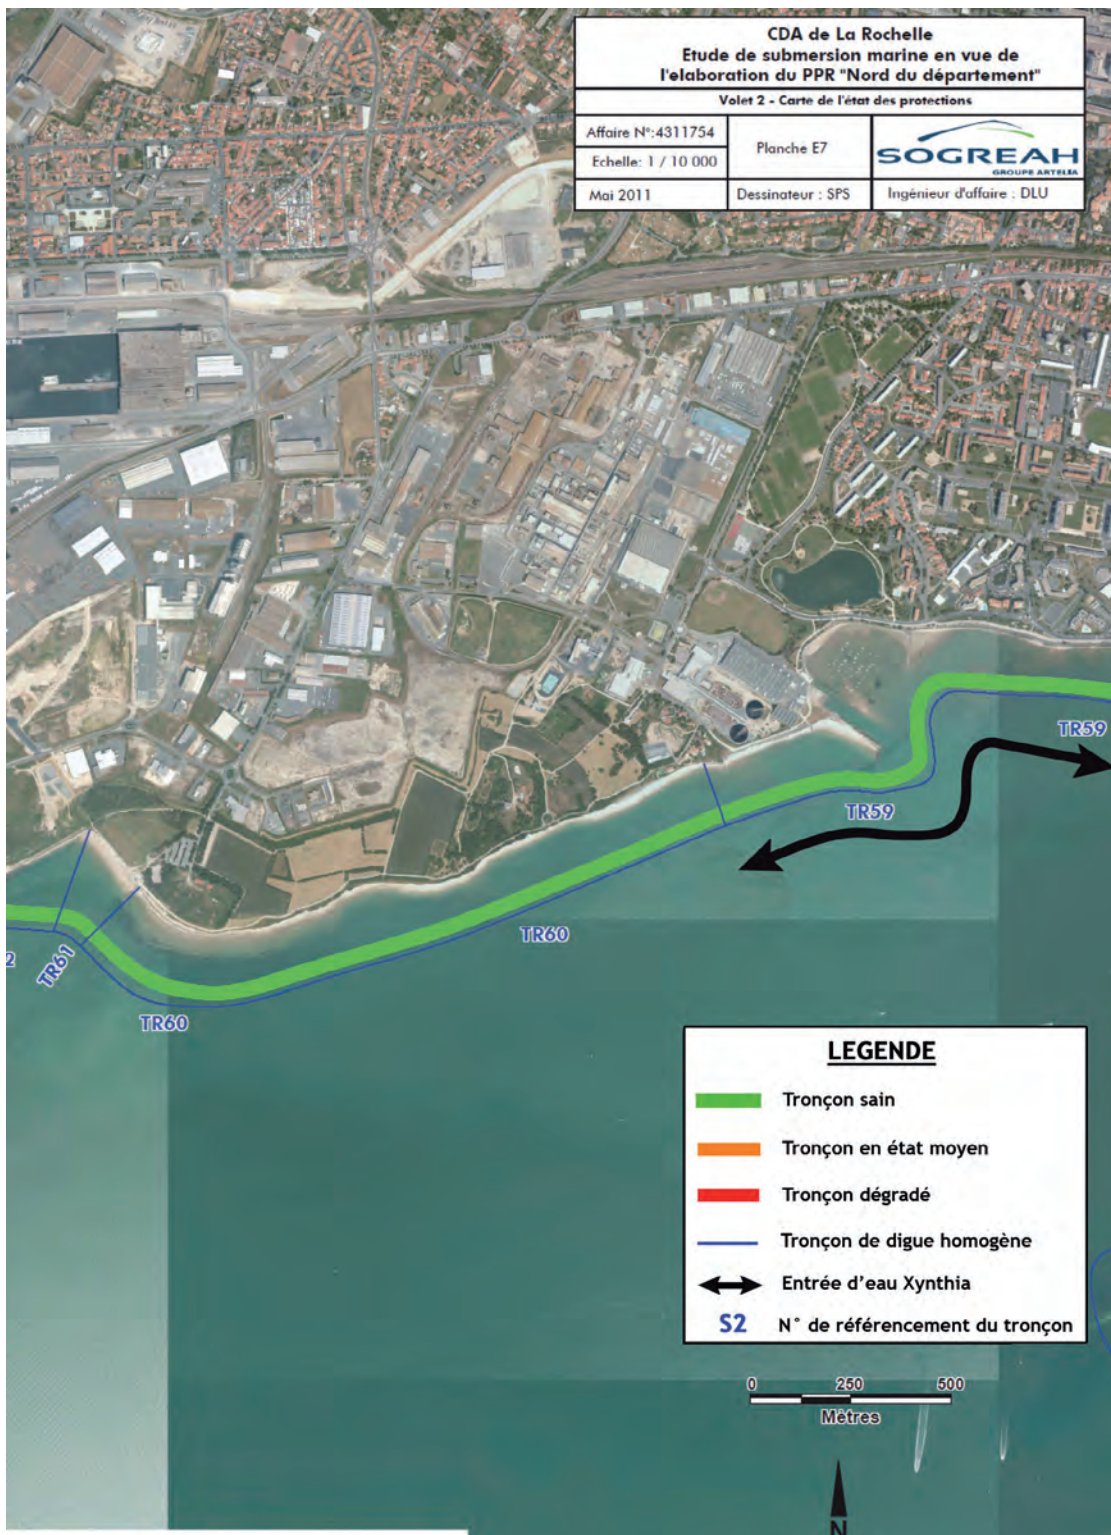 CDA de La Rochelle
Etude de submersion marine en vue de
l'elaboration du PPR "Nord du département"
Volet 2 - Carte de l'état des protections
Affaire N°:4311754
Echelle: 1 / 10 000
Planche E7
SOGREAH
GROUPE ARTELIA
Mai 2011
Dessinateur : SPS
Ingénieur d'affaire : DLU
TR59
TR59
TR60
2
TR61
TR60
LEGENDE
Tronçon sain
Tronçon en état moyen
Tronçon dégradé
Tronçon de digue homogène
Entrée d'eau Xynthia
S2 N° de référencement du tronçon
0 250 500
Mètres
N